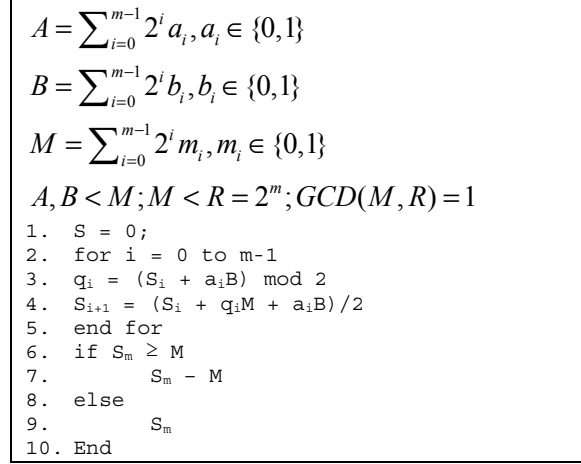 A = ∑_{i=0}^{m-1} 2^i a_i, a_i ∈ {0,1}
B = ∑_{i=0}^{m-1} 2^i b_i, b_i ∈ {0,1}
M = ∑_{i=0}^{m-1} 2^i m_i, m_i ∈ {0,1}
A, B < M; M < R = 2^m; GCD(M, R) = 1
1. S = 0;
2. for i = 0 to m-1
3. q_i = (S_i + a_iB) mod 2
4. S_{i+1} = (S_i + q_iM + a_iB)/2
5. end for
6. if S_m ≥ M
7. S_m – M
8. else
9. S_m
10. End